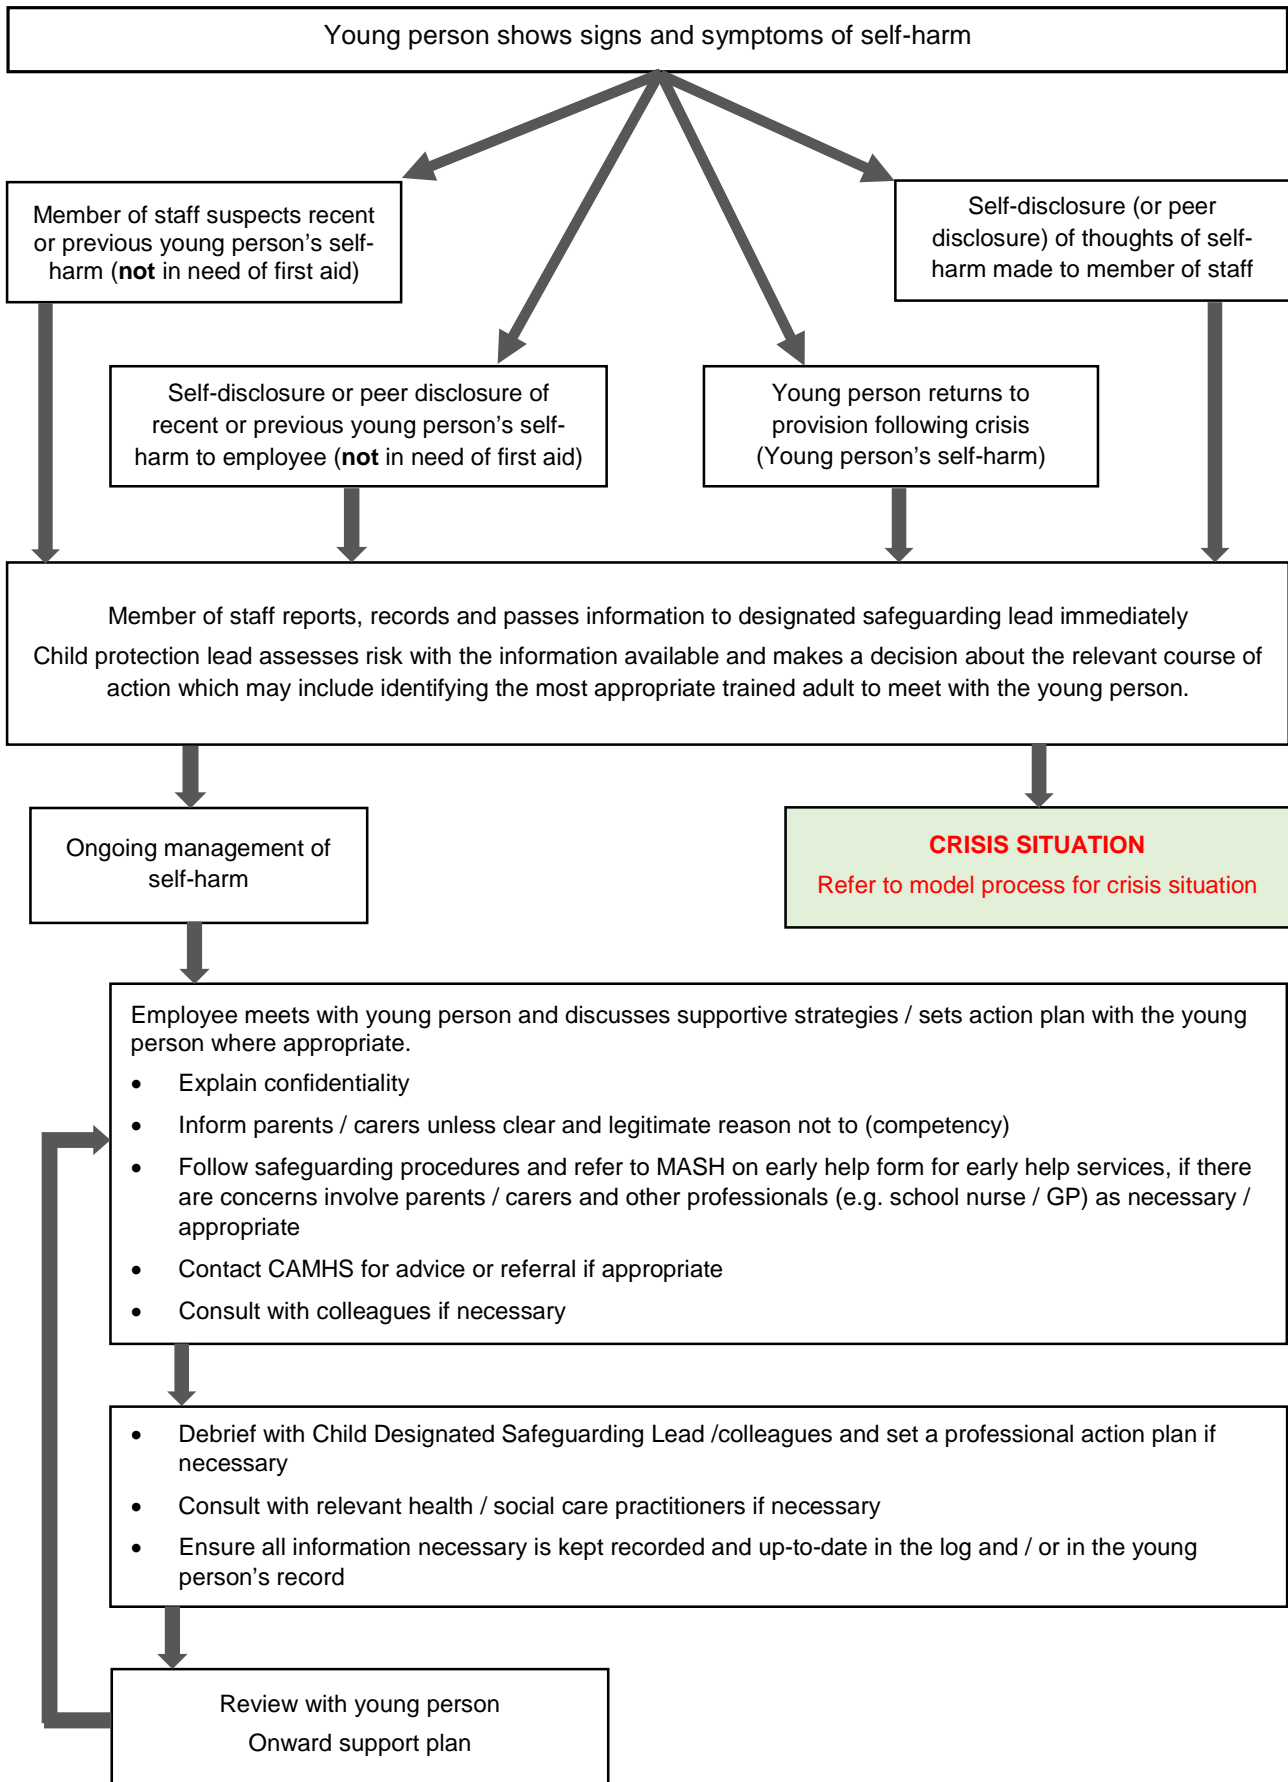 Young person shows signs and symptoms of self-harm
Member of staff suspects recent
or previous young person's self-
harm (not in need of first aid)
Self-disclosure (or peer
disclosure) of thoughts of self-
harm made to member of staff
Self-disclosure or peer disclosure of
recent or previous young person's self-
harm to employee (not in need of first aid)
Young person returns to
provision following crisis
(Young person's self-harm)
Member of staff reports, records and passes information to designated safeguarding lead immediately
Child protection lead assesses risk with the information available and makes a decision about the relevant course of
action which may include identifying the most appropriate trained adult to meet with the young person.
Ongoing management of
self-harm
CRISIS SITUATION
Refer to model process for crisis situation
Employee meets with young person and discusses supportive strategies / sets action plan with the young
person where appropriate.
• Explain confidentiality
• Inform parents / carers unless clear and legitimate reason not to (competency)
• Follow safeguarding procedures and refer to MASH on early help form for early help services, if there
are concerns involve parents / carers and other professionals (e.g. school nurse / GP) as necessary /
appropriate
• Contact CAMHS for advice or referral if appropriate
• Consult with colleagues if necessary
• Debrief with Child Designated Safeguarding Lead /colleagues and set a professional action plan if
necessary
• Consult with relevant health / social care practitioners if necessary
• Ensure all information necessary is kept recorded and up-to-date in the log and / or in the young
person's record
Review with young person
Onward support plan